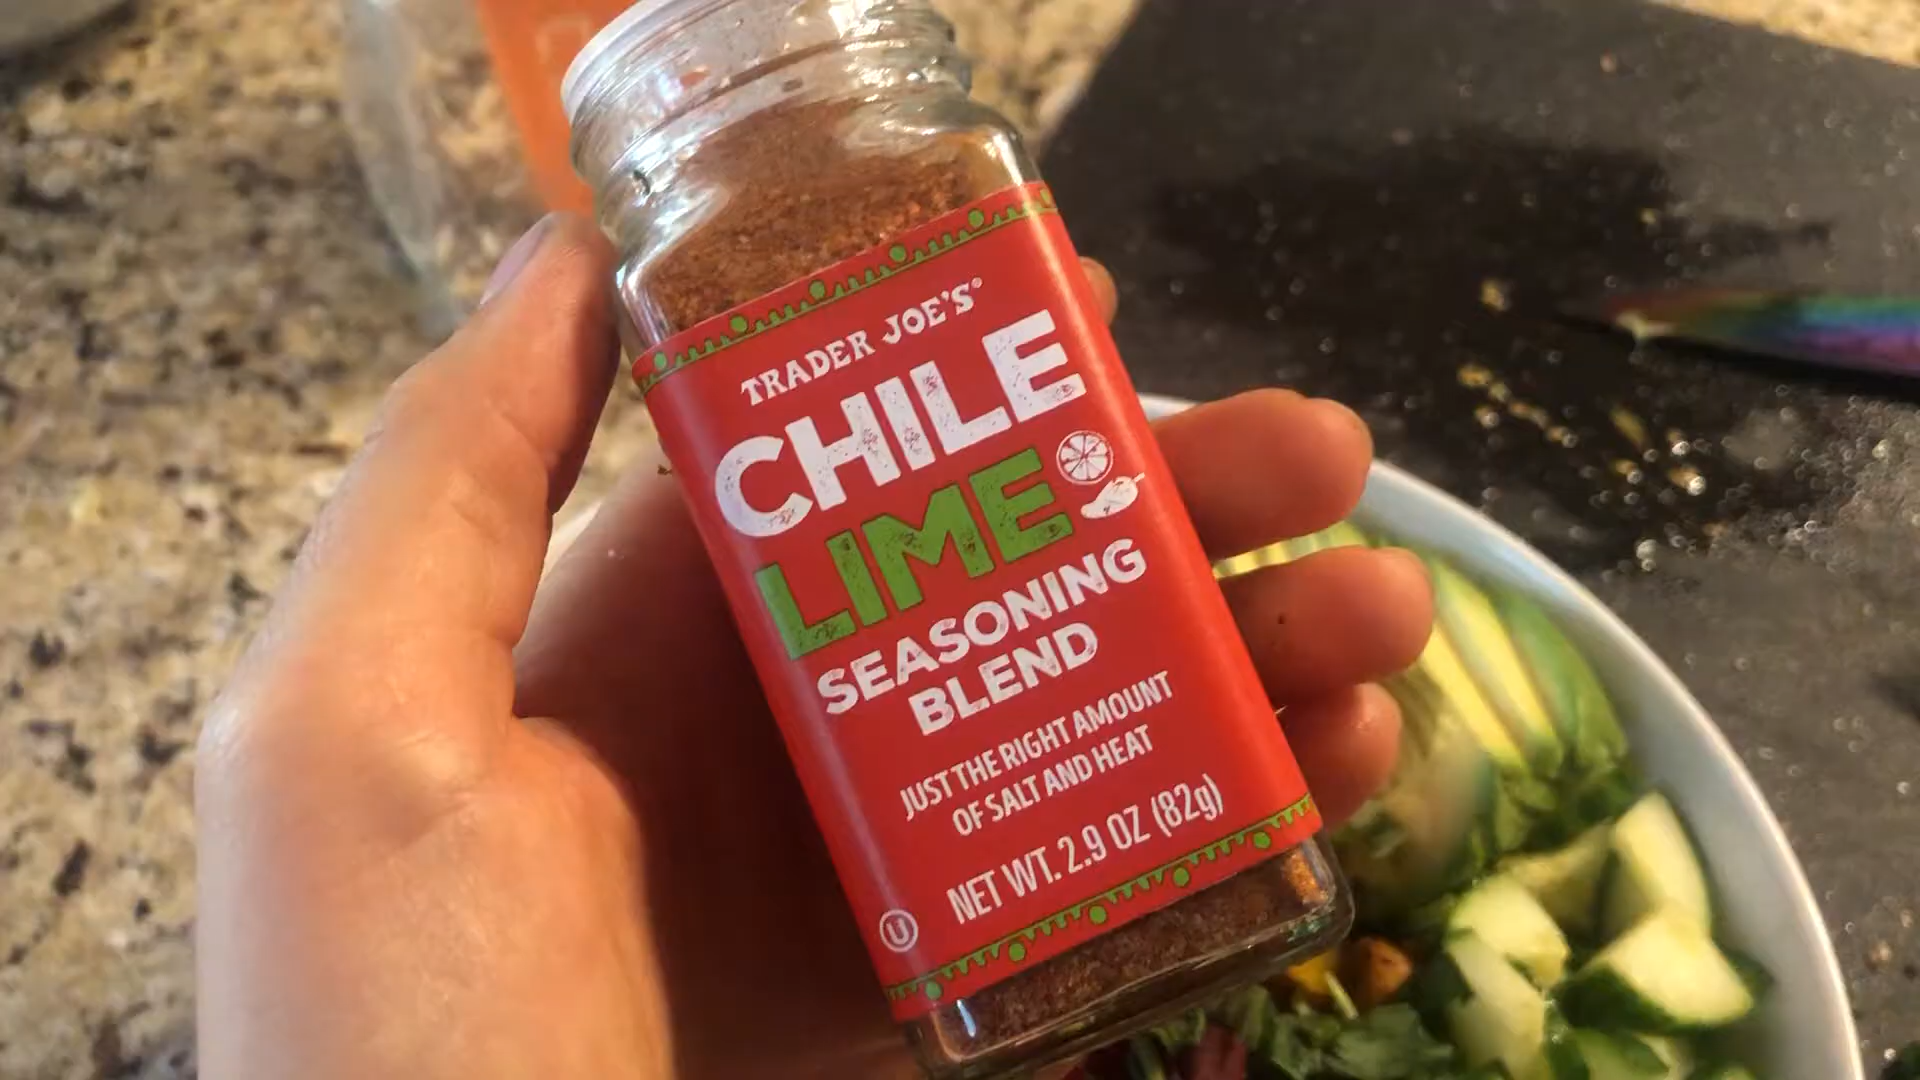 TRADER JOE'S®
CHILE
LIME
SEASONING
BLEND
JUST THE RIGHT AMOUNT
OF SALT AND HEAT
NET WT. 2.9 OZ (82g)
U